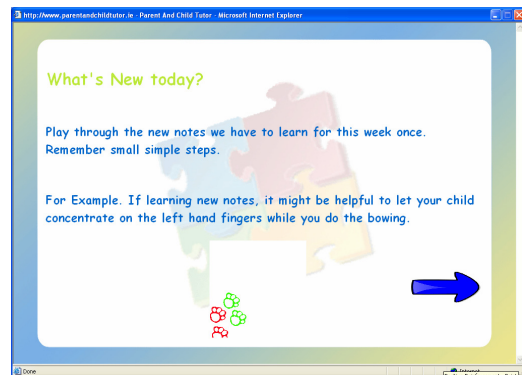 http://www.parentandchildtutor.ie - Parent And Child Tutor - Microsoft Internet Explorer
What's New today?
Play through the new notes we have to learn for this week once.
Remember small simple steps.
For Example. If learning new notes, it might be helpful to let your child
concentrate on the left hand fingers while you do the bowing.
Done
Internet